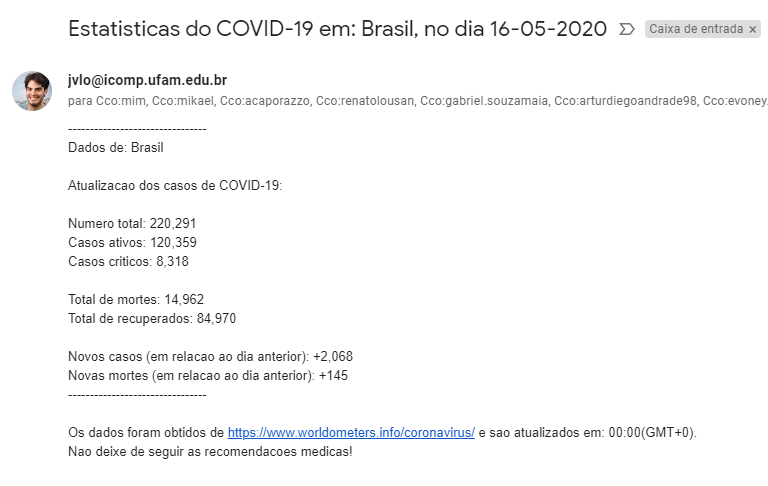 Estatisticas do COVID-19 em: Brasil, no dia 16-05-2020 Caixa de entrada ×
jvlo@icomp.ufam.edu.br
para Cco:mim, Cco:mikael, Cco:acaporazzo, Cco:renatolousan, Cco:gabriel.souzamaia, Cco:arturdiegoandrade98, Cco:evoney.
--------------------------------
Dados de: Brasil
Atualizacao dos casos de COVID-19:
Numero total: 220,291
Casos ativos: 120,359
Casos criticos: 8,318
Total de mortes: 14,962
Total de recuperados: 84,970
Novos casos (em relacao ao dia anterior): +2,068
Novas mortes (em relacao ao dia anterior): +145
--------------------------------
Os dados foram obtidos de https://www.worldometers.info/coronavirus/ e sao atualizados em: 00:00(GMT+0).
Nao deixe de seguir as recomendacoes medicas!